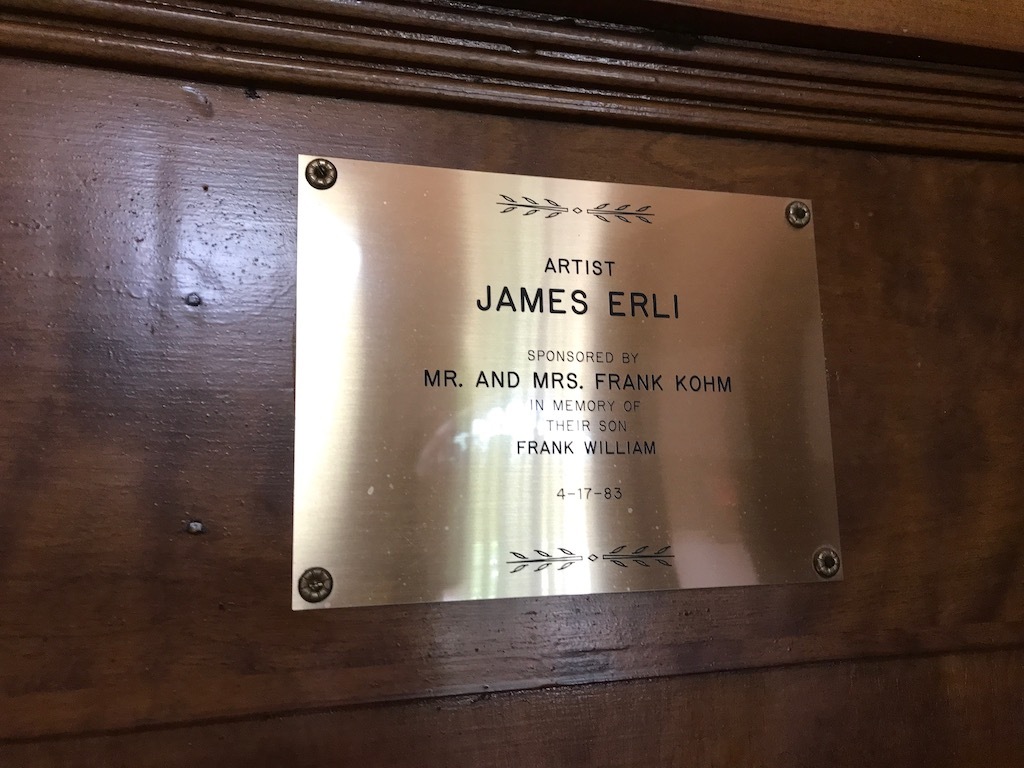 ARTIST
JAMES ERLI
SPONSORED BY
MR. AND MRS. FRANK KOHM
IN MEMORY OF
THEIR SON
FRANK WILLIAM
4-17-83